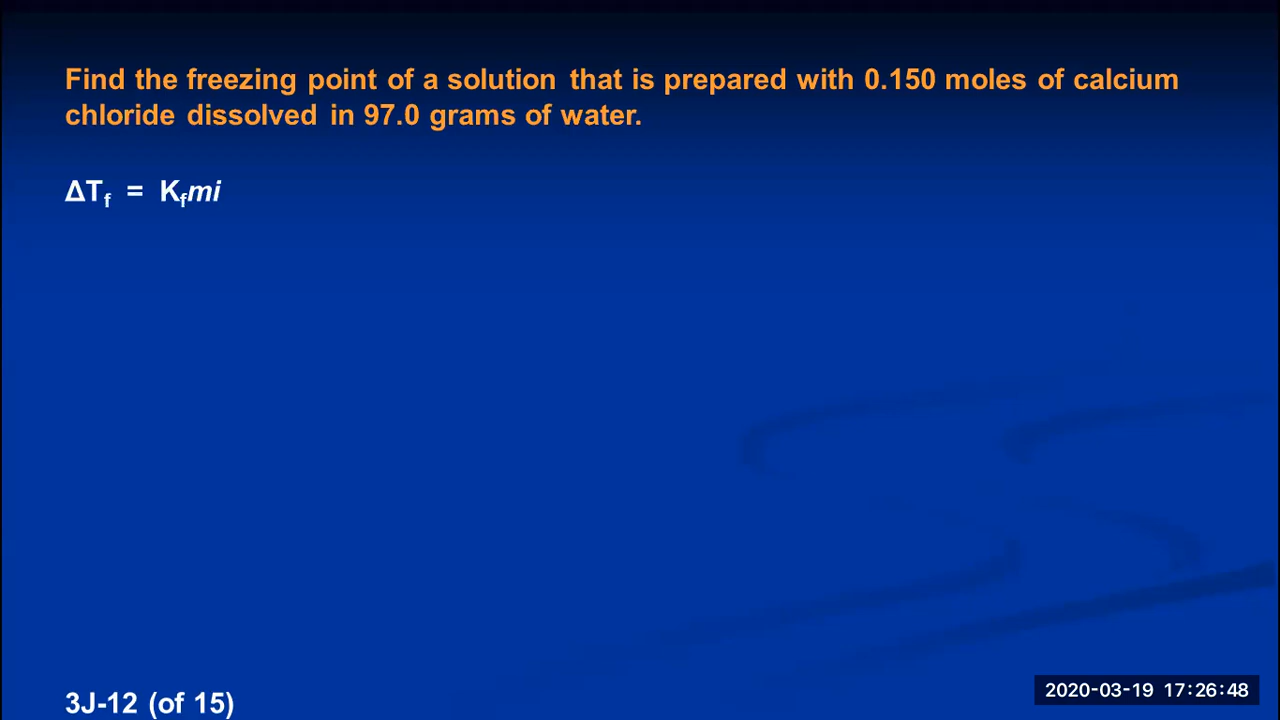 Find the freezing point of a solution that is prepared with 0.150 moles of calcium
chloride dissolved in 97.0 grams of water.
ΔTf = Kfmi
3J-12 (of 15)
2020-03-19 17:26:48